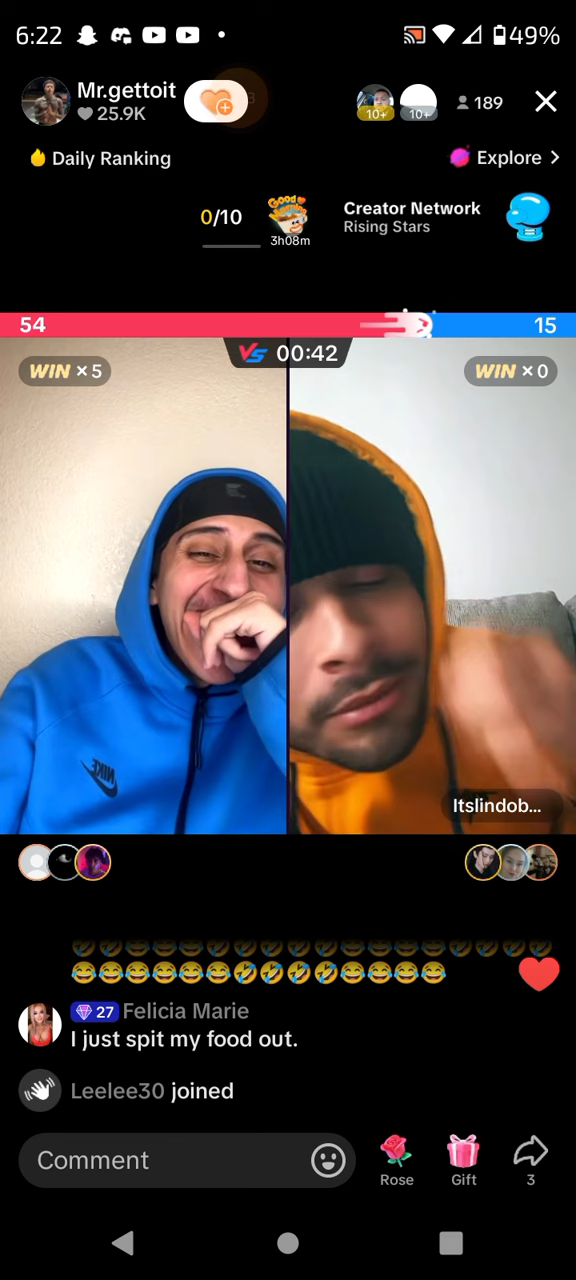 6:22
49%
Mr.gettoit
25.9K
10+
10+
189
Daily Ranking
Explore
0/10
3h08m
Creator Network
Rising Stars
54
15
VS 00:42
WIN × 5
WIN × 0
NIKE
Itslindob...
27 Felicia Marie
I just spit my food out.
Leelee30 joined
Comment
Rose
Gift
3